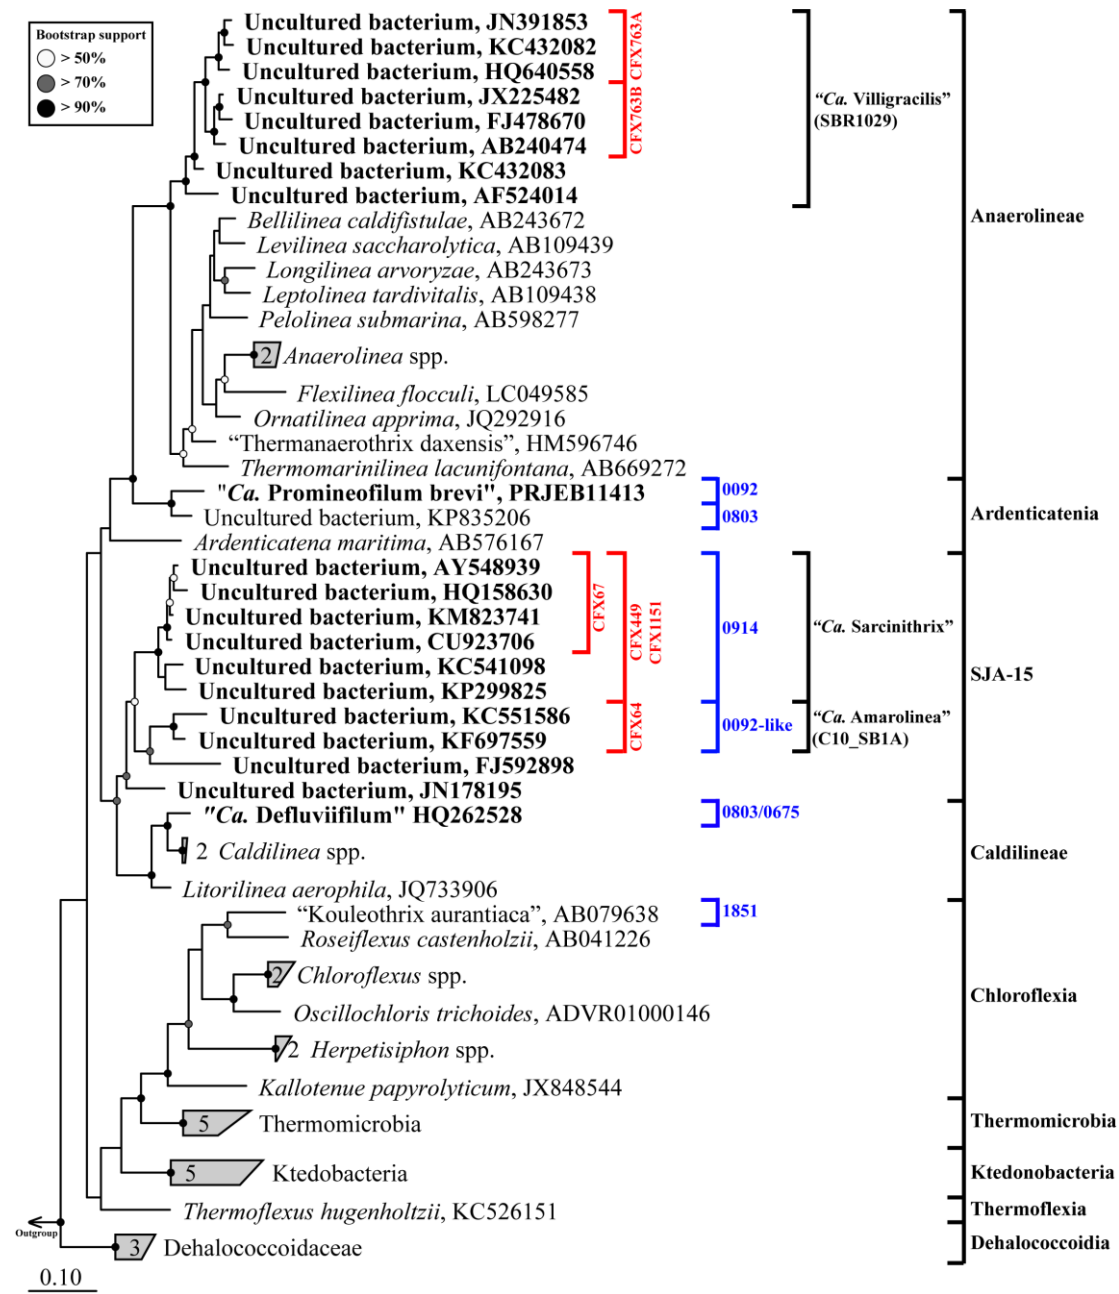 Bootstrap support
> 50%
> 70%
> 90%
Uncultured bacterium, JN391853
Uncultured bacterium, KC432082
Uncultured bacterium, HQ640558
CFX763A
Uncultured bacterium, JX225482
Uncultured bacterium, FJ478670
Uncultured bacterium, AB240474
CFX763B
Uncultured bacterium, KC432083
Uncultured bacterium, AF524014
“Ca. Villigracilis”
(SBR1029)
Bellilinea caldifistulae, AB243672
Levilinea saccharolytica, AB109439
Longilinea arvoryzae, AB243673
Leptolinea tardivitalis, AB109438
Pelolinea submarina, AB598277
2 Anaerolinea spp.
Flexilinea flocculi, LC049585
Ornatilinea apprima, JQ292916
“Thermanaerothrix daxensis”, HM596746
Thermomarinilinea lacunifontana, AB669272
Anaerolineae
"Ca. Promineofilum brevi", PRJEB11413
0092
Uncultured bacterium, KP835206
0803
Ardenticatena maritima, AB576167
Ardenticatenia
Uncultured bacterium, AY548939
Uncultured bacterium, HQ158630
Uncultured bacterium, KM823741
Uncultured bacterium, CU923706
CFX67
Uncultured bacterium, KC541098
Uncultured bacterium, KP299825
CFX449
CFX1151
0914
“Ca. Sarcinithrix”
Uncultured bacterium, KC551586
Uncultured bacterium, KF697559
CFX64
0092-like
“Ca. Amarolinea”
(C10_SB1A)
Uncultured bacterium, FJ592898
Uncultured bacterium, JN178195
SJA-15
"Ca. Defluviifilum" HQ262528
0803/0675
2 Caldilinea spp.
Litorilinea aerophila, JQ733906
Caldilineae
“Kouleothrix aurantiaca”, AB079638
1851
Roseiflexus castenholzii, AB041226
2 Chloroflexus spp.
Oscillochloris trichoides, ADVR01000146
2 Herpetisiphon spp.
Kallotenue papyrolyticum, JX848544
Chloroflexia
5 Thermomicrobia
Thermomicrobia
5 Ktedobacteria
Ktedonobacteria
Thermoflexus hugenholtzii, KC526151
Thermoflexia
Outgroup
3 Dehalococcoidaceae
Dehalococcoidia
0.10